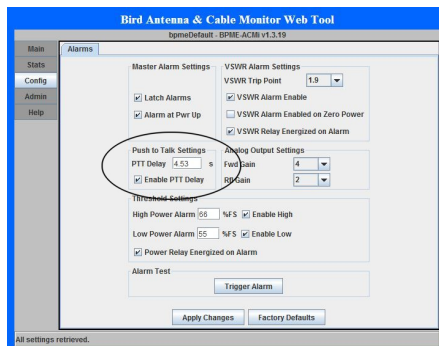 Bird Antenna & Cable Monitor Web Tool
bpmeDefault - BPME-ACMi v1.3.19
Main
Stats
Config
Admin
Help
Alarms
Master Alarm Settings
Latch Alarms
Alarm at Pwr Up
VSWR Alarm Settings
VSWR Trip Point 1.9
VSWR Alarm Enable
VSWR Alarm Enabled on Zero Power
VSWR Relay Energized on Alarm
Push to Talk Settings
PTT Delay 4.53 s
Enable PTT Delay
Analog Output Settings
Fwd Gain 4
Rfl Gain 2
Threshold Settings
High Power Alarm 66 %FS Enable High
Low Power Alarm 55 %FS Enable Low
Power Relay Energized on Alarm
Alarm Test
Trigger Alarm
Apply Changes Factory Defaults
All settings retrieved.